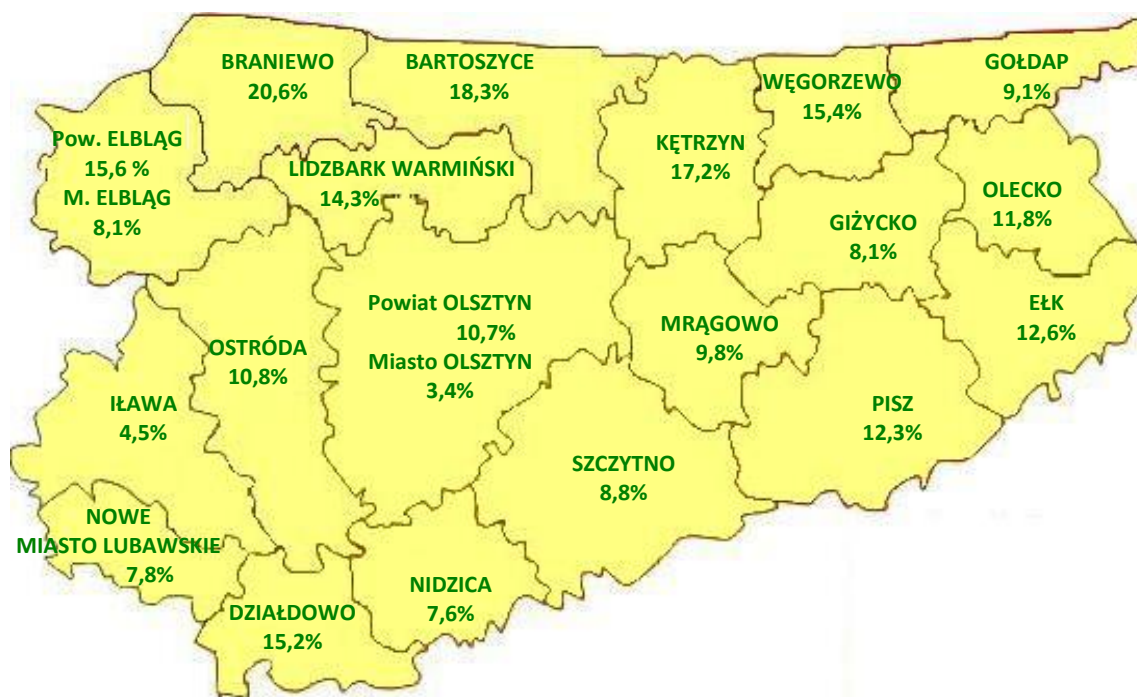 BRANIEWO
20,6%
BARTOSZYCE
18,3%
WĘGORZEWO
15,4%
GOŁDAP
9,1%
Pow. ELBLĄG
15,6 %
M. ELBLĄG
8,1%
LIDZBARK WARMIŃSKI
14,3%
KĘTRZYN
17,2%
GIŻYCKO
8,1%
OLECKO
11,8%
Powiat OLSZTYN
10,7%
Miasto OLSZTYN
3,4%
OSTRÓDA
10,8%
MRĄGOWO
9,8%
EŁK
12,6%
IŁAWA
4,5%
PISZ
12,3%
SZCZYTNO
8,8%
NOWE
MIASTO LUBAWSKIE
7,8%
NIDZICA
7,6%
DZIAŁDOWO
15,2%